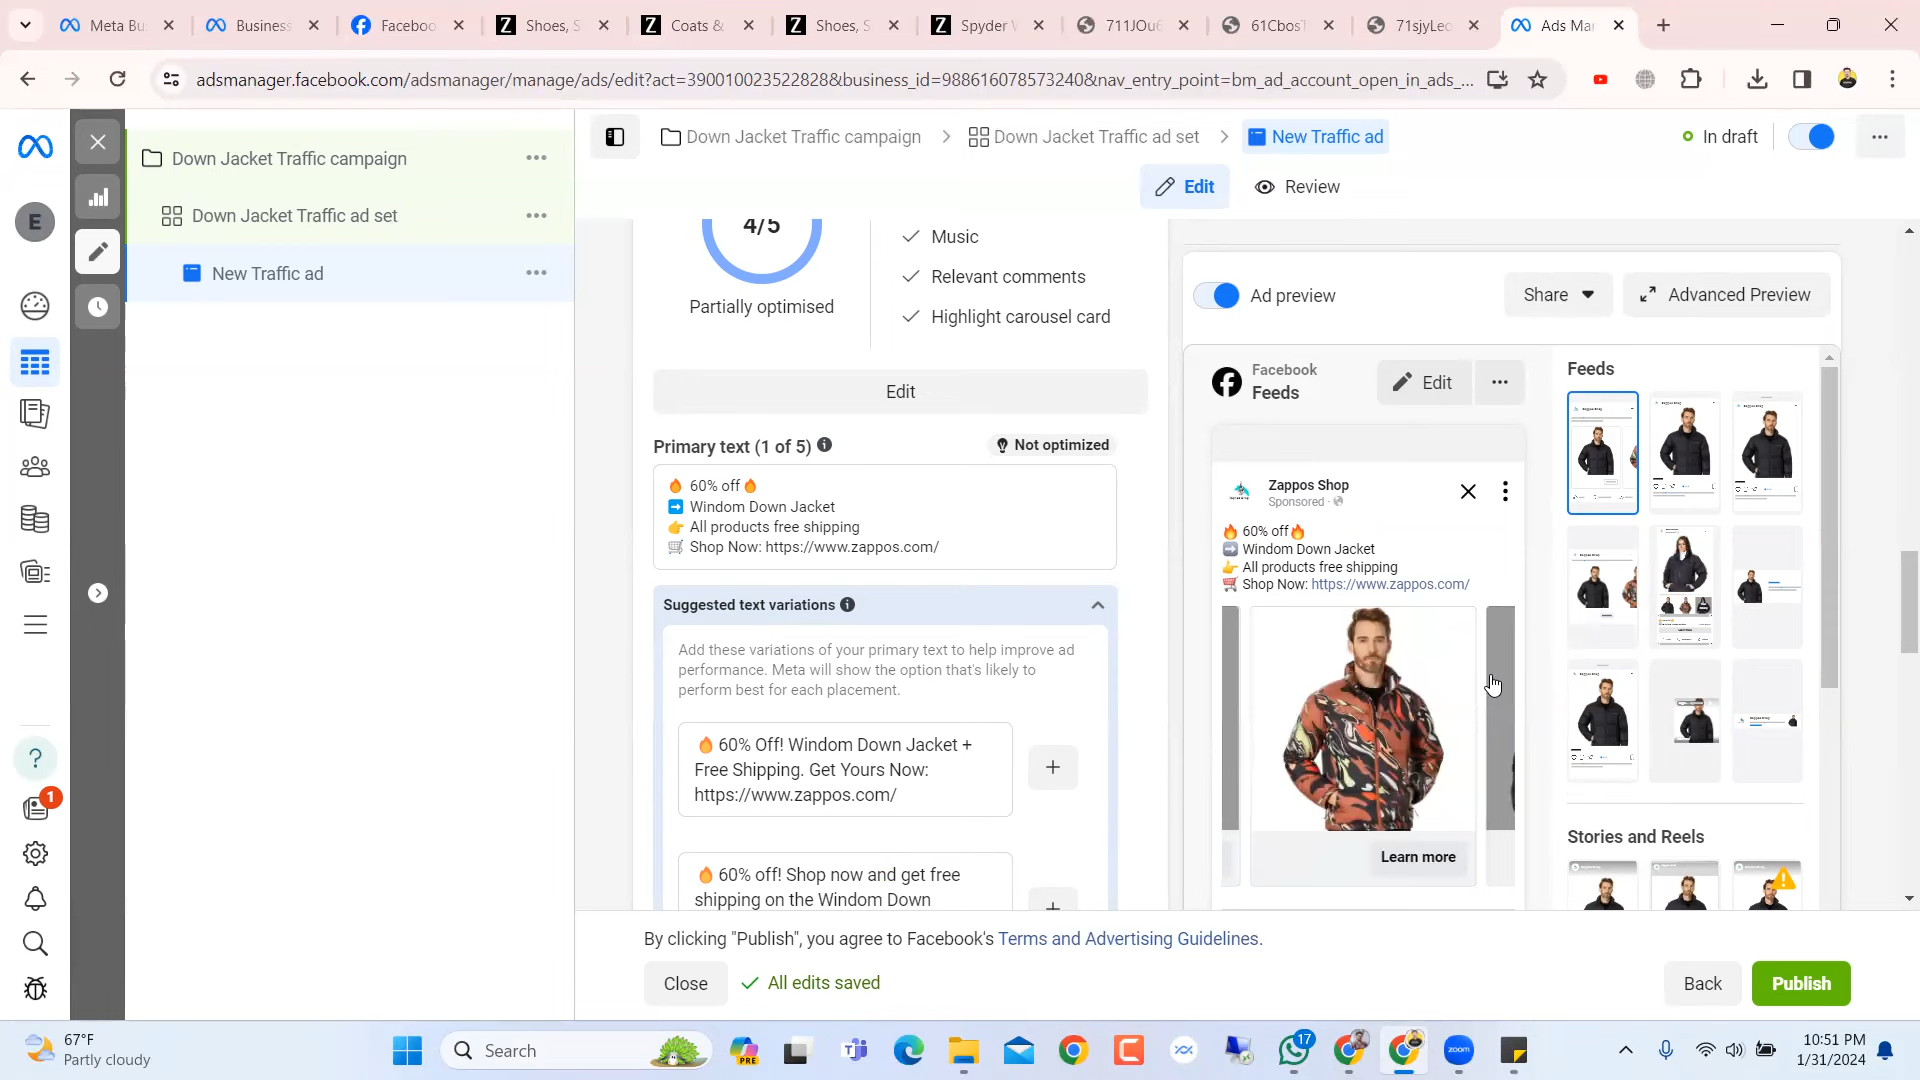 Meta Bu
Business
Faceboo
Shoes, S
Coats &
Shoes, S
Spyder
711JOu6
61Cbos
71sjyLeo
Ads Ma
adsmanager.facebook.com/adsmanager/manage/ads/edit?act=390010023522828&business_id=988616078573240&nav_entry_point=bm_ad_account_open_in_ads_...
E
1
Down Jacket Traffic campaign
Down Jacket Traffic ad set
New Traffic ad
Down Jacket Traffic campaign > Down Jacket Traffic ad set > New Traffic ad
In draft
Edit
Review
4/5
Partially optimised
Music
Relevant comments
Highlight carousel card
Edit
Primary text (1 of 5)
Not optimized
🔥 60% off🔥
➡️ Windom Down Jacket
👉 All products free shipping
🛒 Shop Now: https://www.zappos.com/
Suggested text variations
Add these variations of your primary text to help improve ad
performance. Meta will show the option that's likely to
perform best for each placement.
🔥 60% Off! Windom Down Jacket +
Free Shipping. Get Yours Now:
https://www.zappos.com/
🔥 60% off! Shop now and get free
shipping on the Windom Down
Ad preview
Share
Advanced Preview
Facebook
Feeds
Edit
Zappos Shop
Sponsored ·
🔥 60% off🔥
➡️ Windom Down Jacket
👉 All products free shipping
🛒 Shop Now: https://www.zappos.com/
Learn more
Feeds
Stories and Reels
By clicking "Publish", you agree to Facebook's Terms and Advertising Guidelines.
Close
All edits saved
Back
Publish
67°F
Partly cloudy
Search
PRE
17
zoom
10:51 PM
1/31/2024